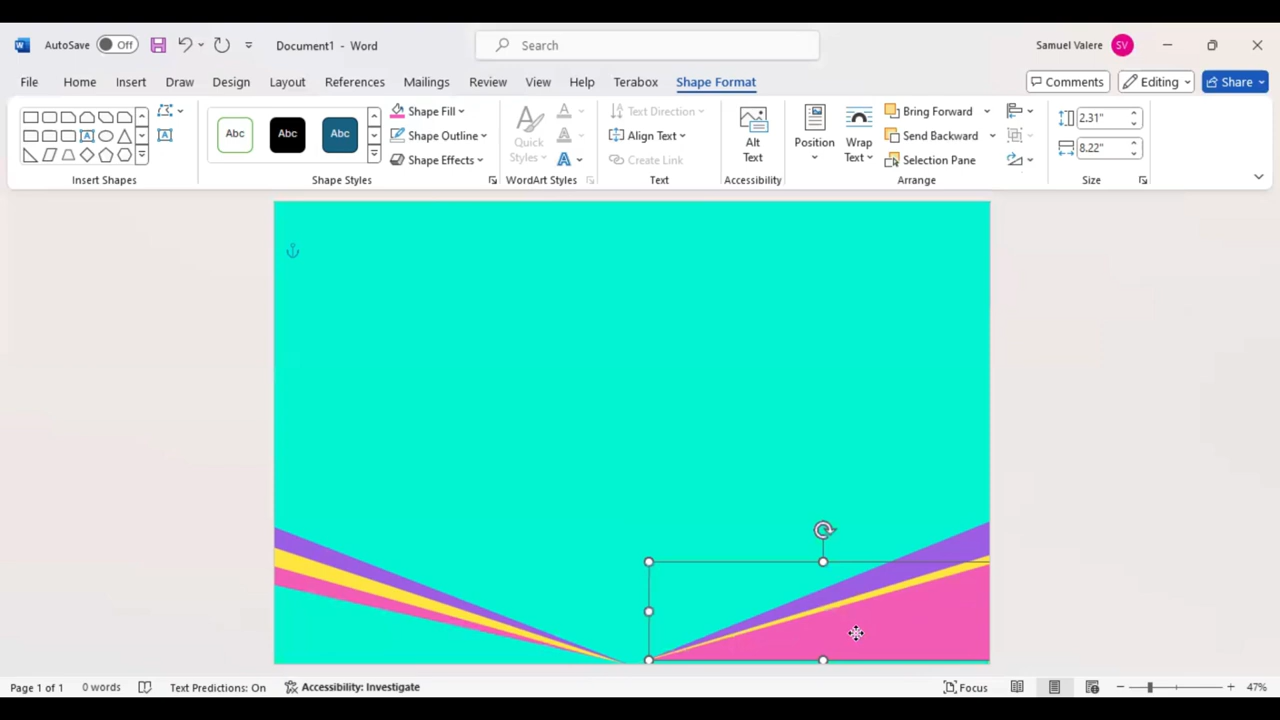 AutoSave Off Document1 - Word Search Samuel Valere SV
File Home Insert Draw Design Layout References Mailings Review View Help Terabox Shape Format Comments Editing Share
Abc Abc Abc
Shape Fill
Shape Outline
Shape Effects
Quick
Styles
Text Direction
Align Text
Create Link
Alt
Text
Position
Wrap
Text
Bring Forward
Send Backward
Selection Pane
2.31"
8.22"
Insert Shapes Shape Styles WordArt Styles Text Accessibility Arrange Size
Page 1 of 1 0 words Text Predictions: On Accessibility: Investigate Focus 47%